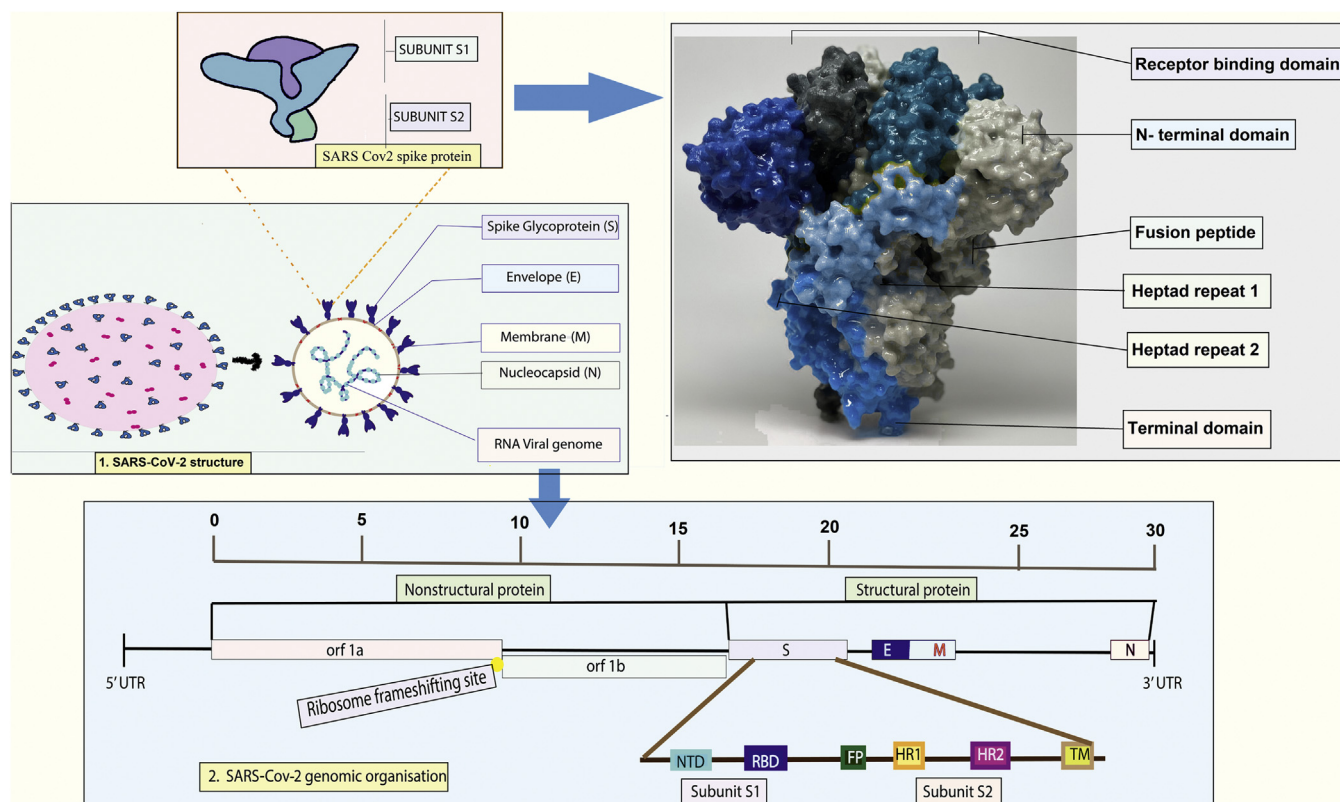 SUBUNIT S1
SUBUNIT S2
SARS Cov2 spike protein
Receptor binding domain
N- terminal domain
Fusion peptide
Heptad repeat 1
Heptad repeat 2
Terminal domain
Spike Glycoprotein (S)
Envelope (E)
Membrane (M)
Nucleocapsid (N)
RNA Viral genome
1. SARS-CoV-2 structure
0 5 10 15 20 25 30
Nonstructural protein Structural protein
orf 1a S E M N
orf 1b
5' UTR 3' UTR
Ribosome frameshifting site
NTD RBD FP HR1 HR2 TM
Subunit S1 Subunit S2
2. SARS-Cov-2 genomic organisation